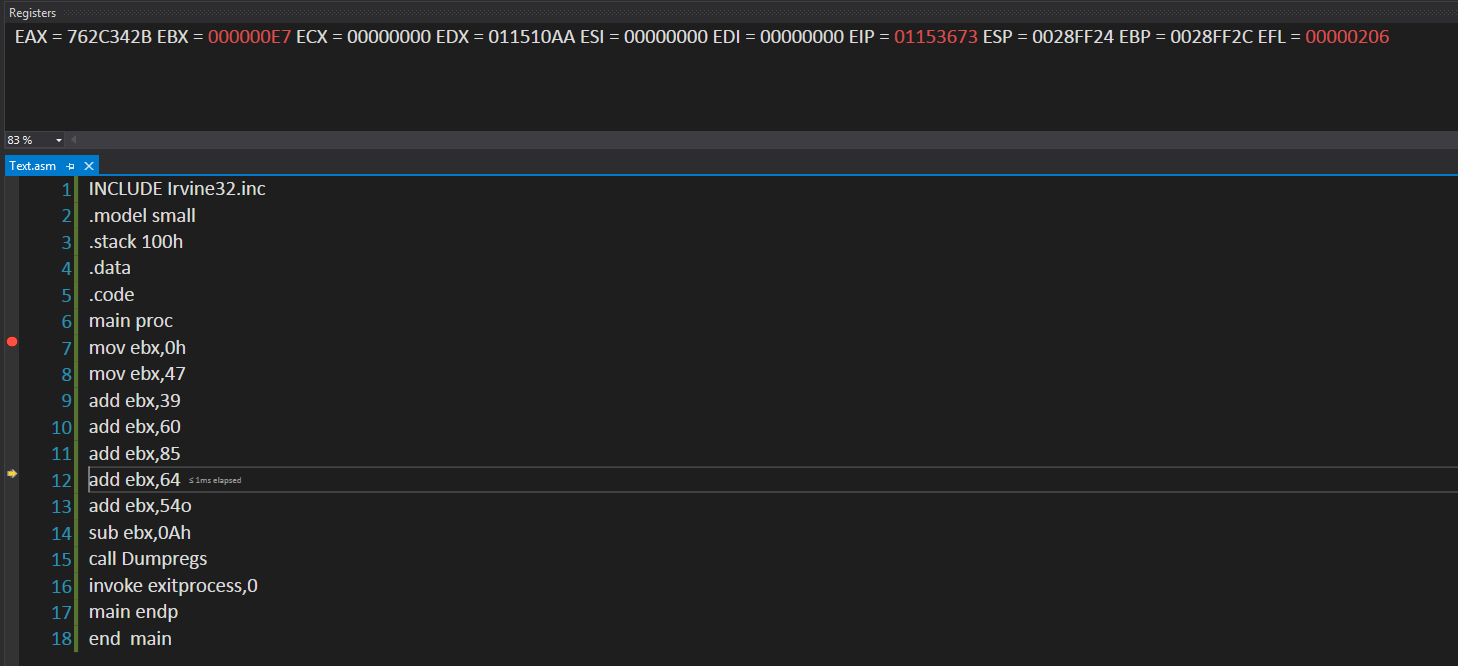 Registers
EAX = 762C342B EBX = 000000E7 ECX = 00000000 EDX = 011510AA ESI = 00000000 EDI = 00000000 EIP = 01153673 ESP = 0028FF24 EBP = 0028FF2C EFL = 00000206
83 %
Text.asm
1 INCLUDE Irvine32.inc
2 .model small
3 .stack 100h
4 .data
5 .code
6 main proc
7 mov ebx,0h
8 mov ebx,47
9 add ebx,39
10 add ebx,60
11 add ebx,85
12 add ebx,64 ≤ 1ms elapsed
13 add ebx,54o
14 sub ebx,0Ah
15 call Dumpregs
16 invoke exitprocess,0
17 main endp
18 end  main